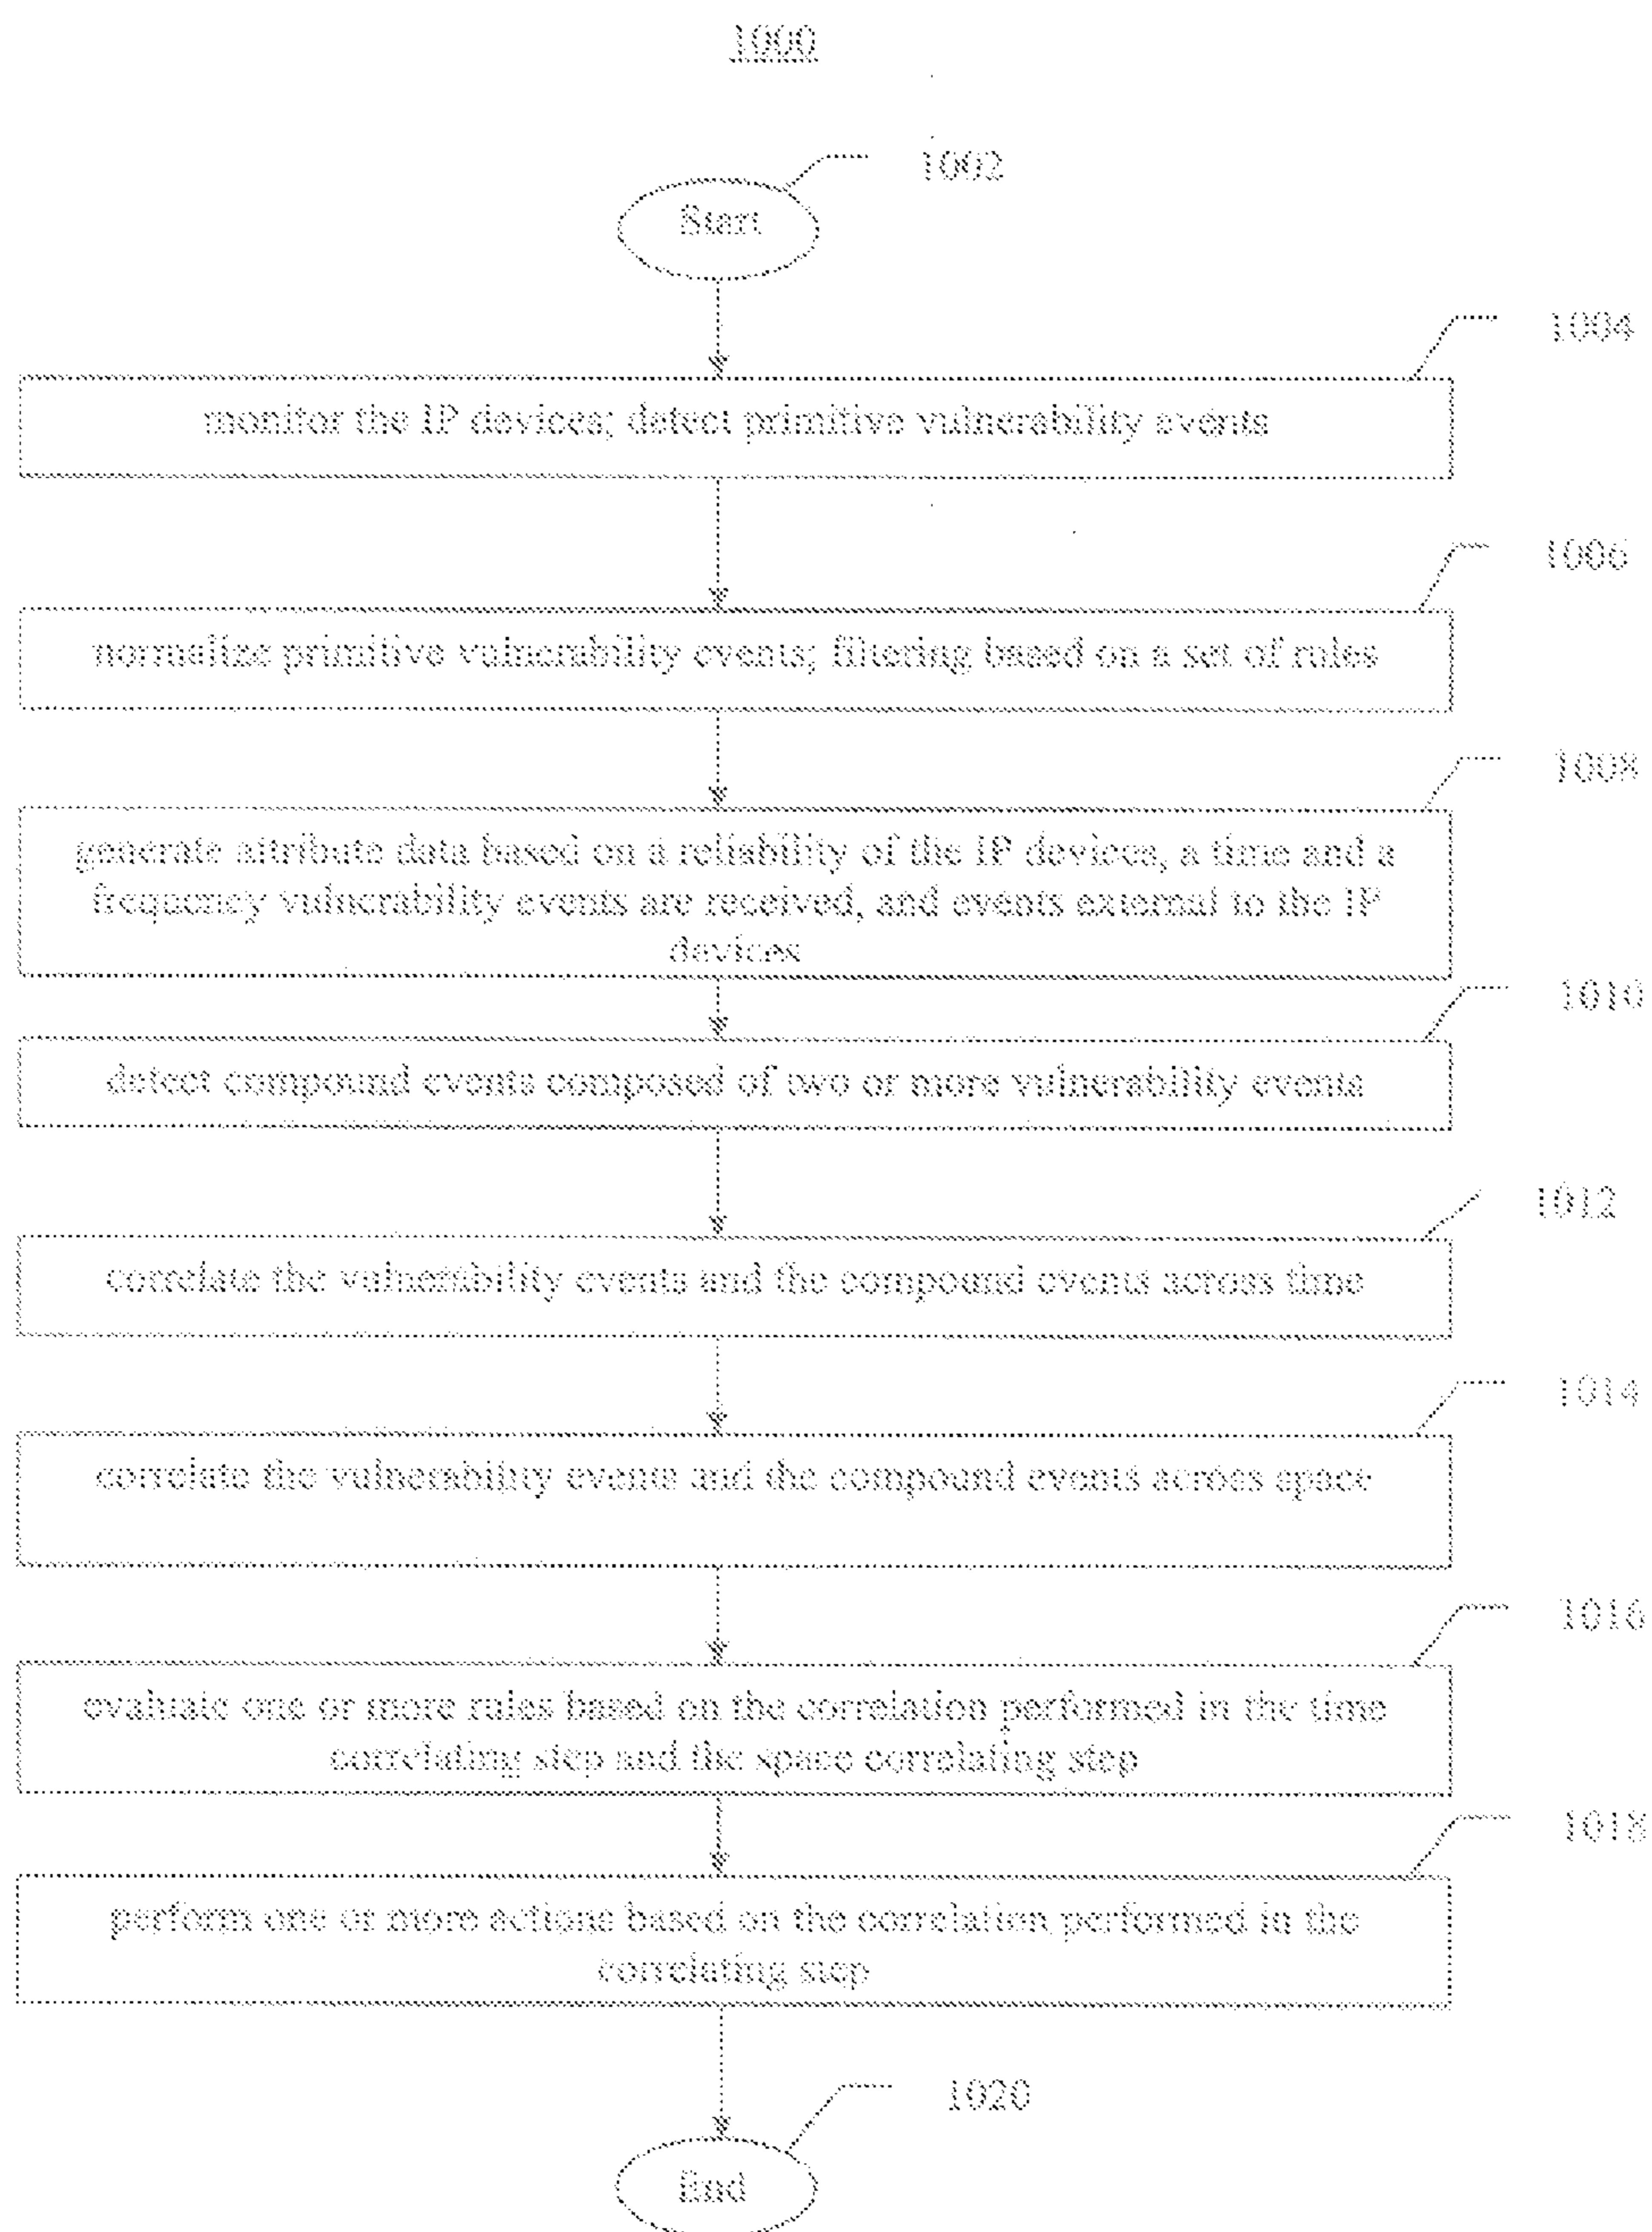 1000
1002
Start
1004
monitor the IP devices; detect primitive vulnerability events
1006
normalize primitive vulnerability events; filtering based on a set of rules
1008
generate attribute data based on a reliability of the IP devices, a time and a
frequency vulnerability events are received, and events external to the IP
devices
1010
detect compound events composed of two or more vulnerability events
1012
correlate the vulnerability events and the compound events across time
1014
correlate the vulnerability events and the compound events across space
1016
evaluate one or more rules based on the correlation performed in the time
correlating step and the space correlating step
1018
perform one or more actions based on the correlation performed in the
correlating step
1020
End